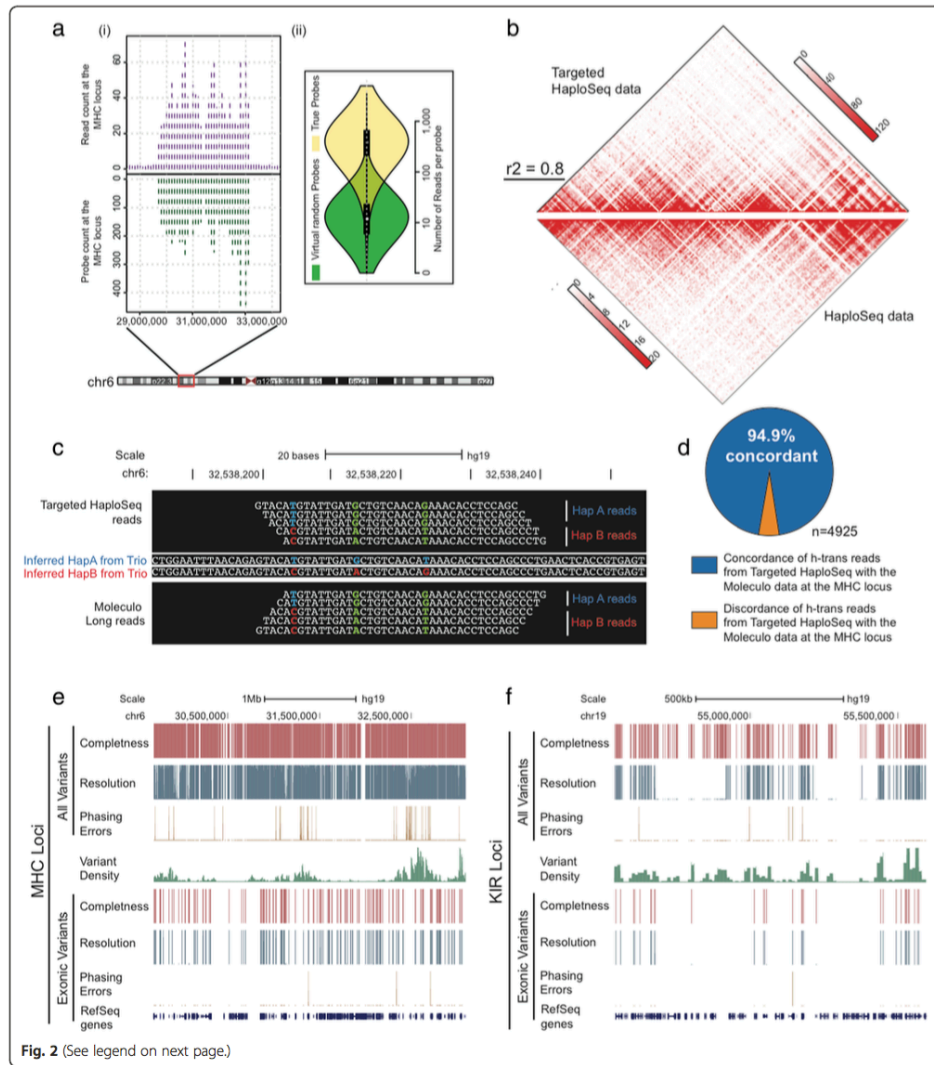 a
(i)
(ii)
b
Read count at the
MHC locus
60
40
20
0
Probe count at the
MHC locus
0
100
200
300
400
29,000,000
31,000,000
33,000,000
Virtual random Probes
True Probes
1,000
100
10
0
Number of Reads per probe
Targeted
HaploSeq data
0
40
80
120
r2 = 0.8
0
4
8
12
16
20
HaploSeq data
chr6
c
Scale
20 bases
hg19
chr6:
32,538,200
32,538,220
32,538,240
Targeted HaploSeq
reads
GTACATGTATTGATGCTGTCAACAGAAACACCTCCAGC
Hap A reads
Hap B reads
Inferred HapA from Trio
Inferred HapB from Trio
Moleculo
Long reads
Hap A reads
Hap B reads
d
94.9%
concordant
n=4925
Concordance of h-trans reads
from Targeted HaploSeq with the
Moleculo data at the MHC locus
Discordance of h-trans reads
from Targeted HaploSeq with the
Moleculo data at the MHC locus
e
Scale
1Mb
hg19
chr6
30,500,000
31,500,000
32,500,000
MHC Loci
All Variants
Completness
Resolution
Phasing
Errors
Variant
Density
Exonic Variants
Completness
Resolution
Phasing
Errors
RefSeq
genes
f
Scale
500kb
hg19
chr19
55,000,000
55,500,000
KIR Loci
All Variants
Completness
Resolution
Phasing
Errors
Variant
Density
Exonic Variants
Completness
Resolution
Phasing
Errors
RefSeq
genes
Fig. 2 (See legend on next page.)